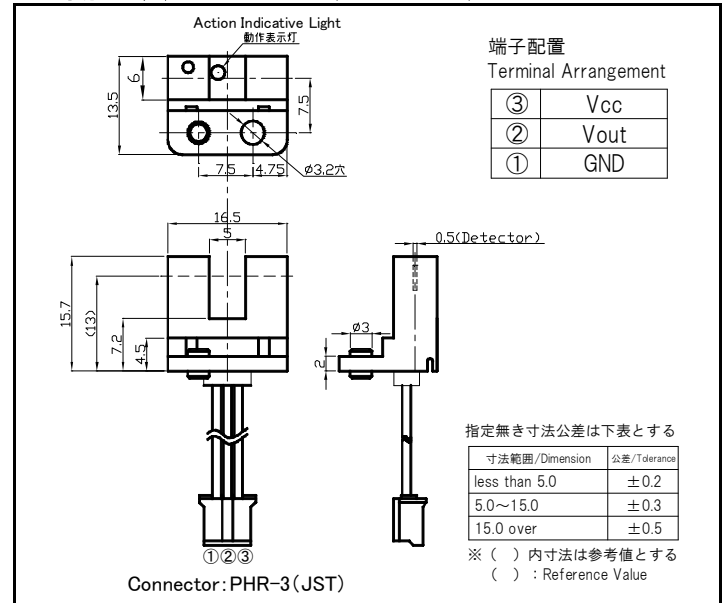 Action Indicative Light
動作表示灯
6
13.5
7.5
7.5
4.75
ø3.2穴
端子配置
Terminal Arrangement
③ Vcc
② Vout
① GND
16.5
5
0.5(Detector)
15.7
(13)
7.2
4.5
ø3
2
①②③
Connector:PHR-3(JST)
指定無き寸法公差は下表とする
寸法範囲/Dimension 公差/Tolerance
less than 5.0 ±0.2
5.0～15.0 ±0.3
15.0 over ±0.5
※ ( ) 内寸法は参考値とする
( ) : Reference Value